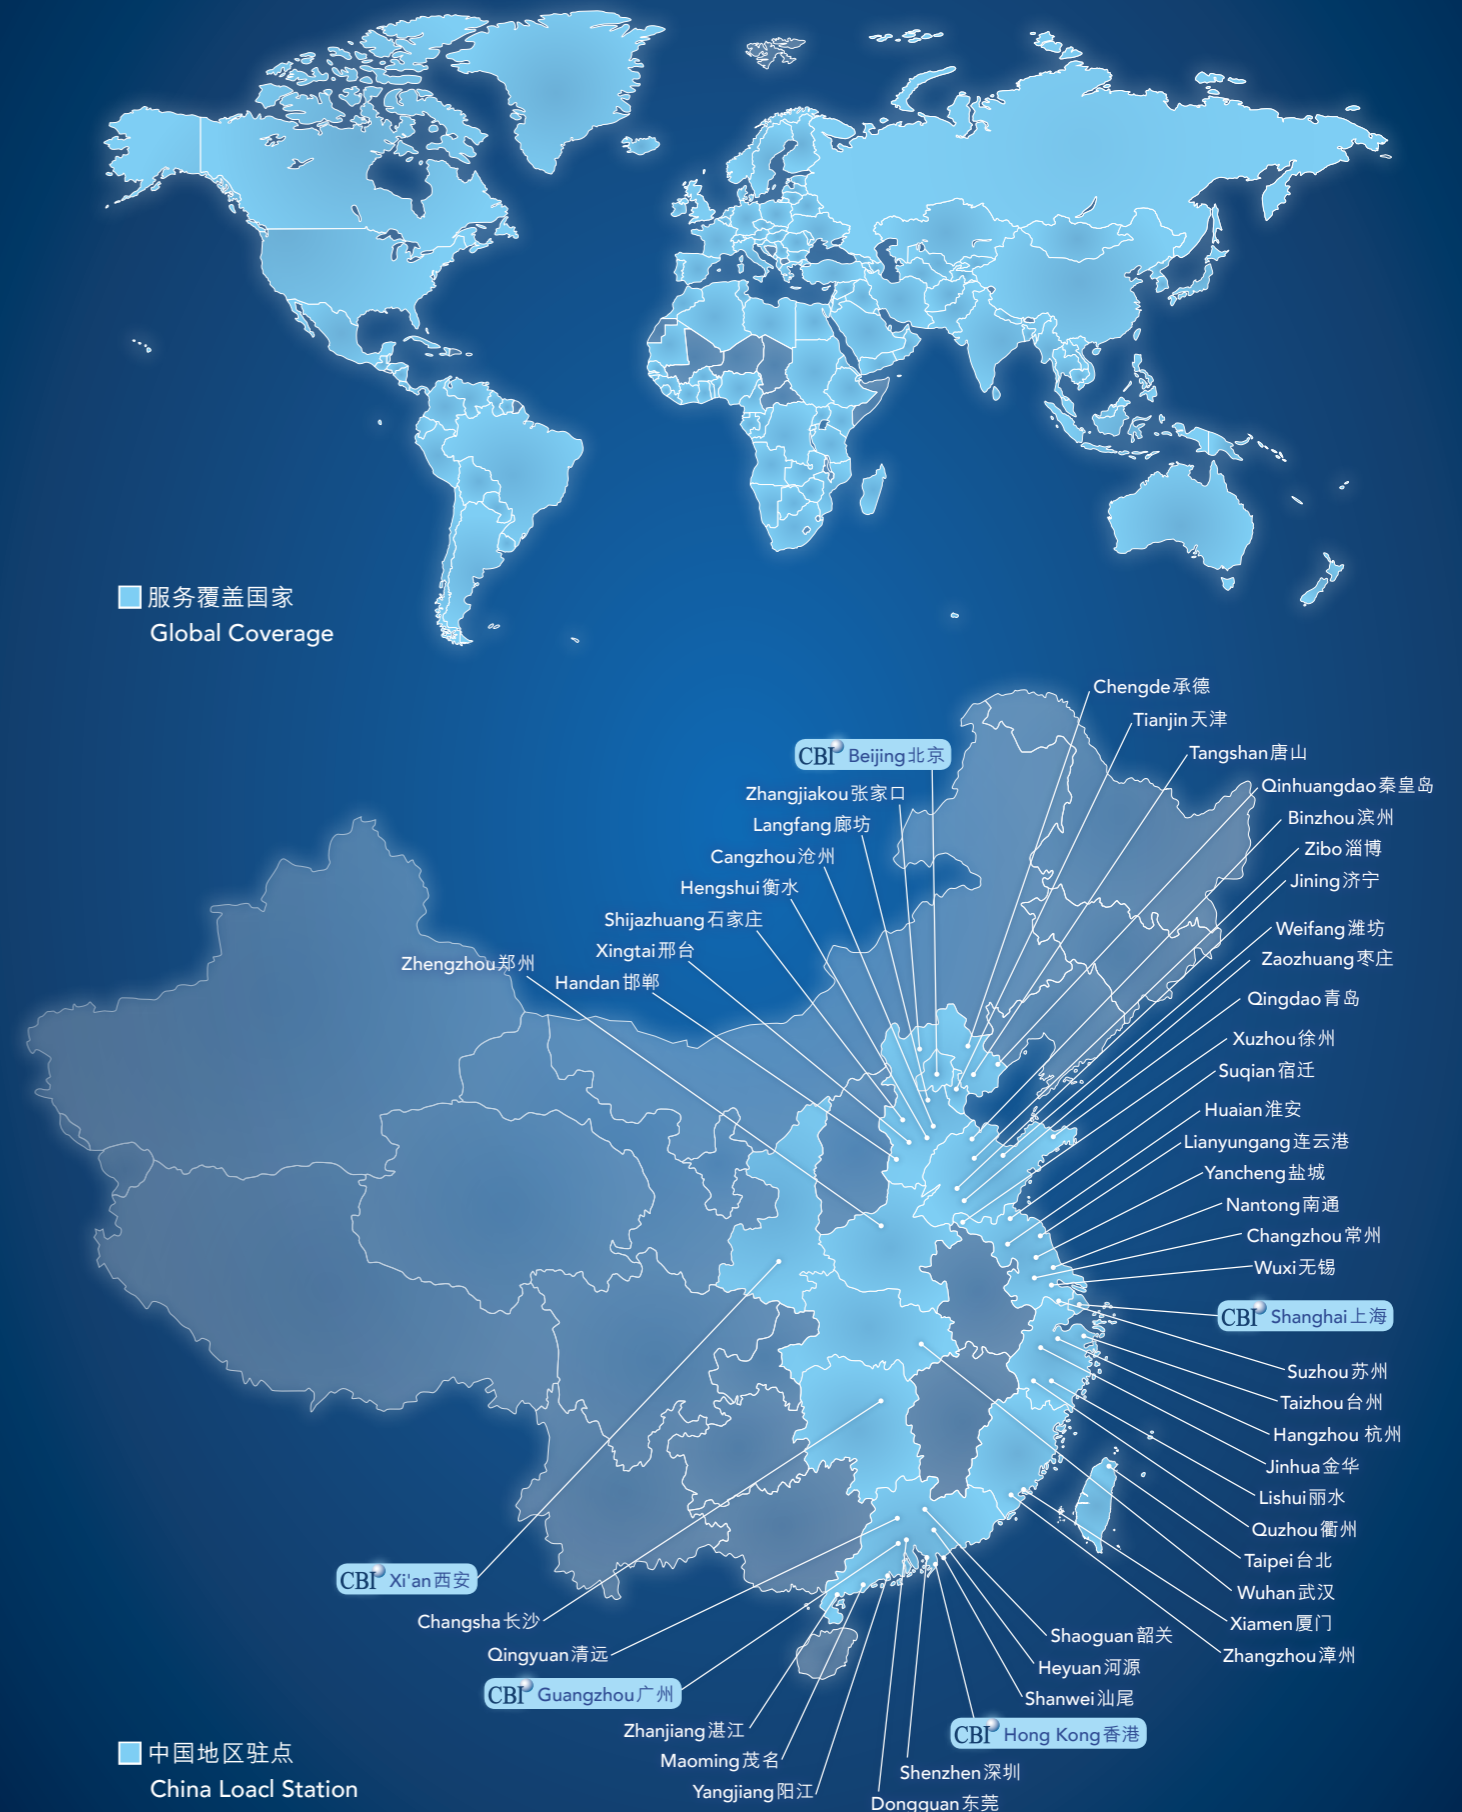 服务覆盖国家
Global Coverage
Chengde承德
Tianjin天津
CBI Beijing北京
Tangshan唐山
Qinhuangdao秦皇岛
Zhangjiakou张家口
Binzhou滨州
Langfang廊坊
Zibo淄博
Cangzhou沧州
Jining济宁
Hengshui衡水
Shijazhuang石家庄
Weifang潍坊
Xingtai邢台
Zaozhuang枣庄
Zhengzhou郑州
Handan邯郸
Qingdao青岛
Xuzhou徐州
Suqian宿迁
Huaian淮安
Lianyungang连云港
Yancheng盐城
Nantong南通
Changzhou常州
Wuxi无锡
CBI Shanghai上海
Suzhou苏州
Taizhou台州
Hangzhou 杭州
Jinhua金华
Lishui丽水
Quzhou衢州
Taipei台北
CBI Xi'an西安
Wuhan武汉
Changsha长沙
Xiamen厦门
Shaoguan韶关
Qingyuan清远
Zhangzhou漳州
Heyuan河源
CBI Guangzhou广州
Shanwei汕尾
Zhanjiang湛江
CBI Hong Kong香港
Maoming茂名
Shenzhen深圳
Yangjiang阳江
Dongguan东莞
中国地区驻点
China Loacl Station